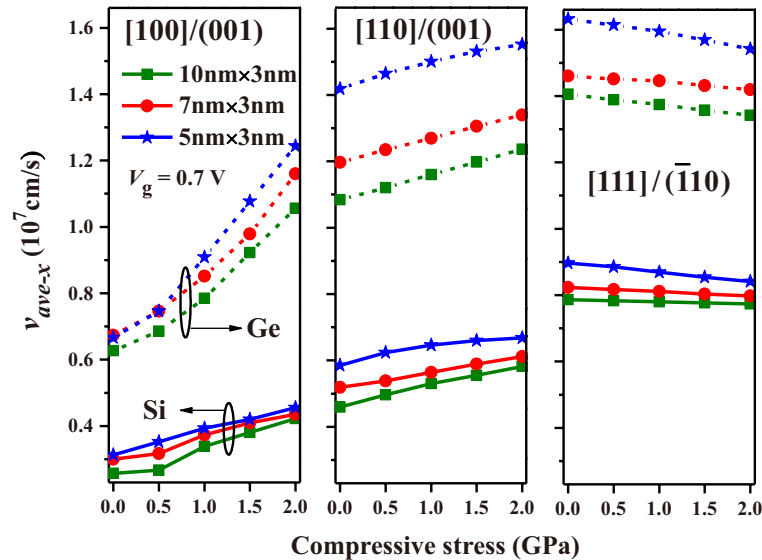 [100]/(001)
10nm×3nm
7nm×3nm
5nm×3nm
V_g = 0.7 V
Ge
Si
[110]/(001)
[111]/(1̄10)
v_ave-x (10⁷cm/s)
1.6
1.4
1.2
1.0
0.8
0.6
0.4
0.0 0.5 1.0 1.5 2.0
0.0 0.5 1.0 1.5 2.0
0.0 0.5 1.0 1.5 2.0
Compressive stress (GPa)